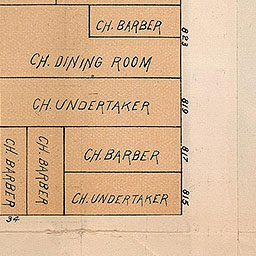 CH. BARBER
823
CH. DINING ROOM
CH. UNDERTAKER
819
CH. BARBER
CH. BARBER
CH. BARBER
817
CH. UNDERTAKER
815
34